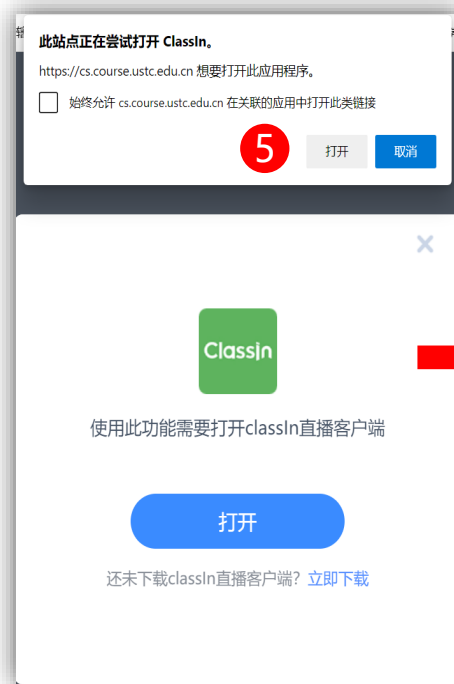 此站点正在尝试打开 ClassIn。
https://cs.course.ustc.edu.cn 想要打开此应用程序。
始终允许 cs.course.ustc.edu.cn 在关联的应用中打开此类链接
5
打开
取消
ClassIn
使用此功能需要打开classIn直播客户端
打开
还未下载classIn直播客户端？立即下载